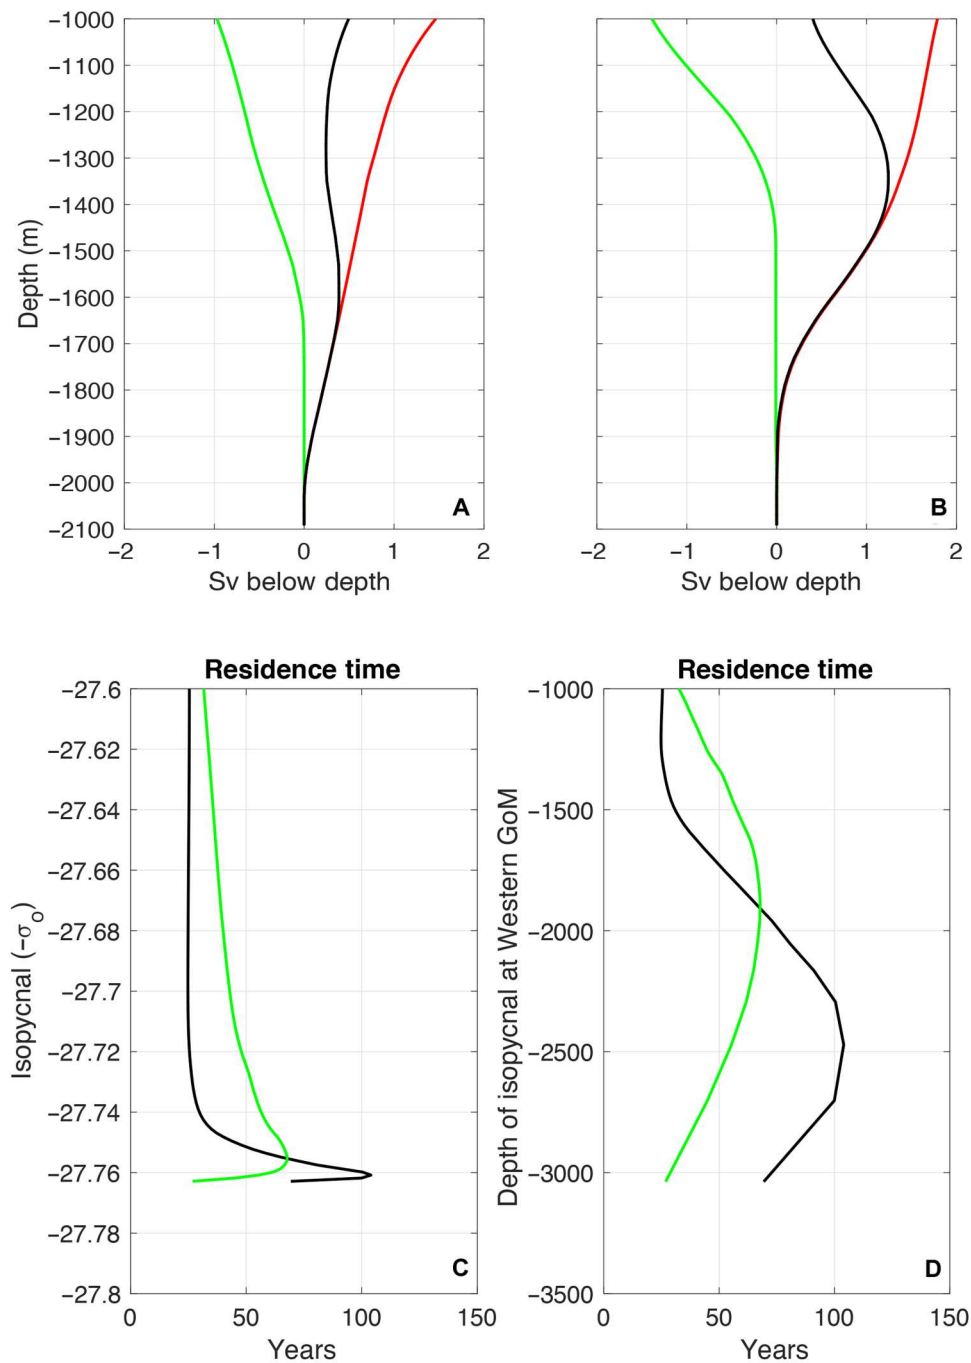 −1000
−1100
−1200
−1300
−1400
−1500
−1600
−1700
−1800
−1900
−2000
−2100
Depth (m)
−2 −1 0 1 2
Sv below depth
A
−2 −1 0 1 2
Sv below depth
B
Residence time
−27.6
−27.62
−27.64
−27.66
−27.68
−27.7
−27.72
−27.74
−27.76
−27.78
−27.8
Isopycnal (−σo)
0 50 100 150
Years
C
Residence time
−1000
−1500
−2000
−2500
−3000
−3500
Depth of isopycnal at Western GoM
0 50 100 150
Years
D